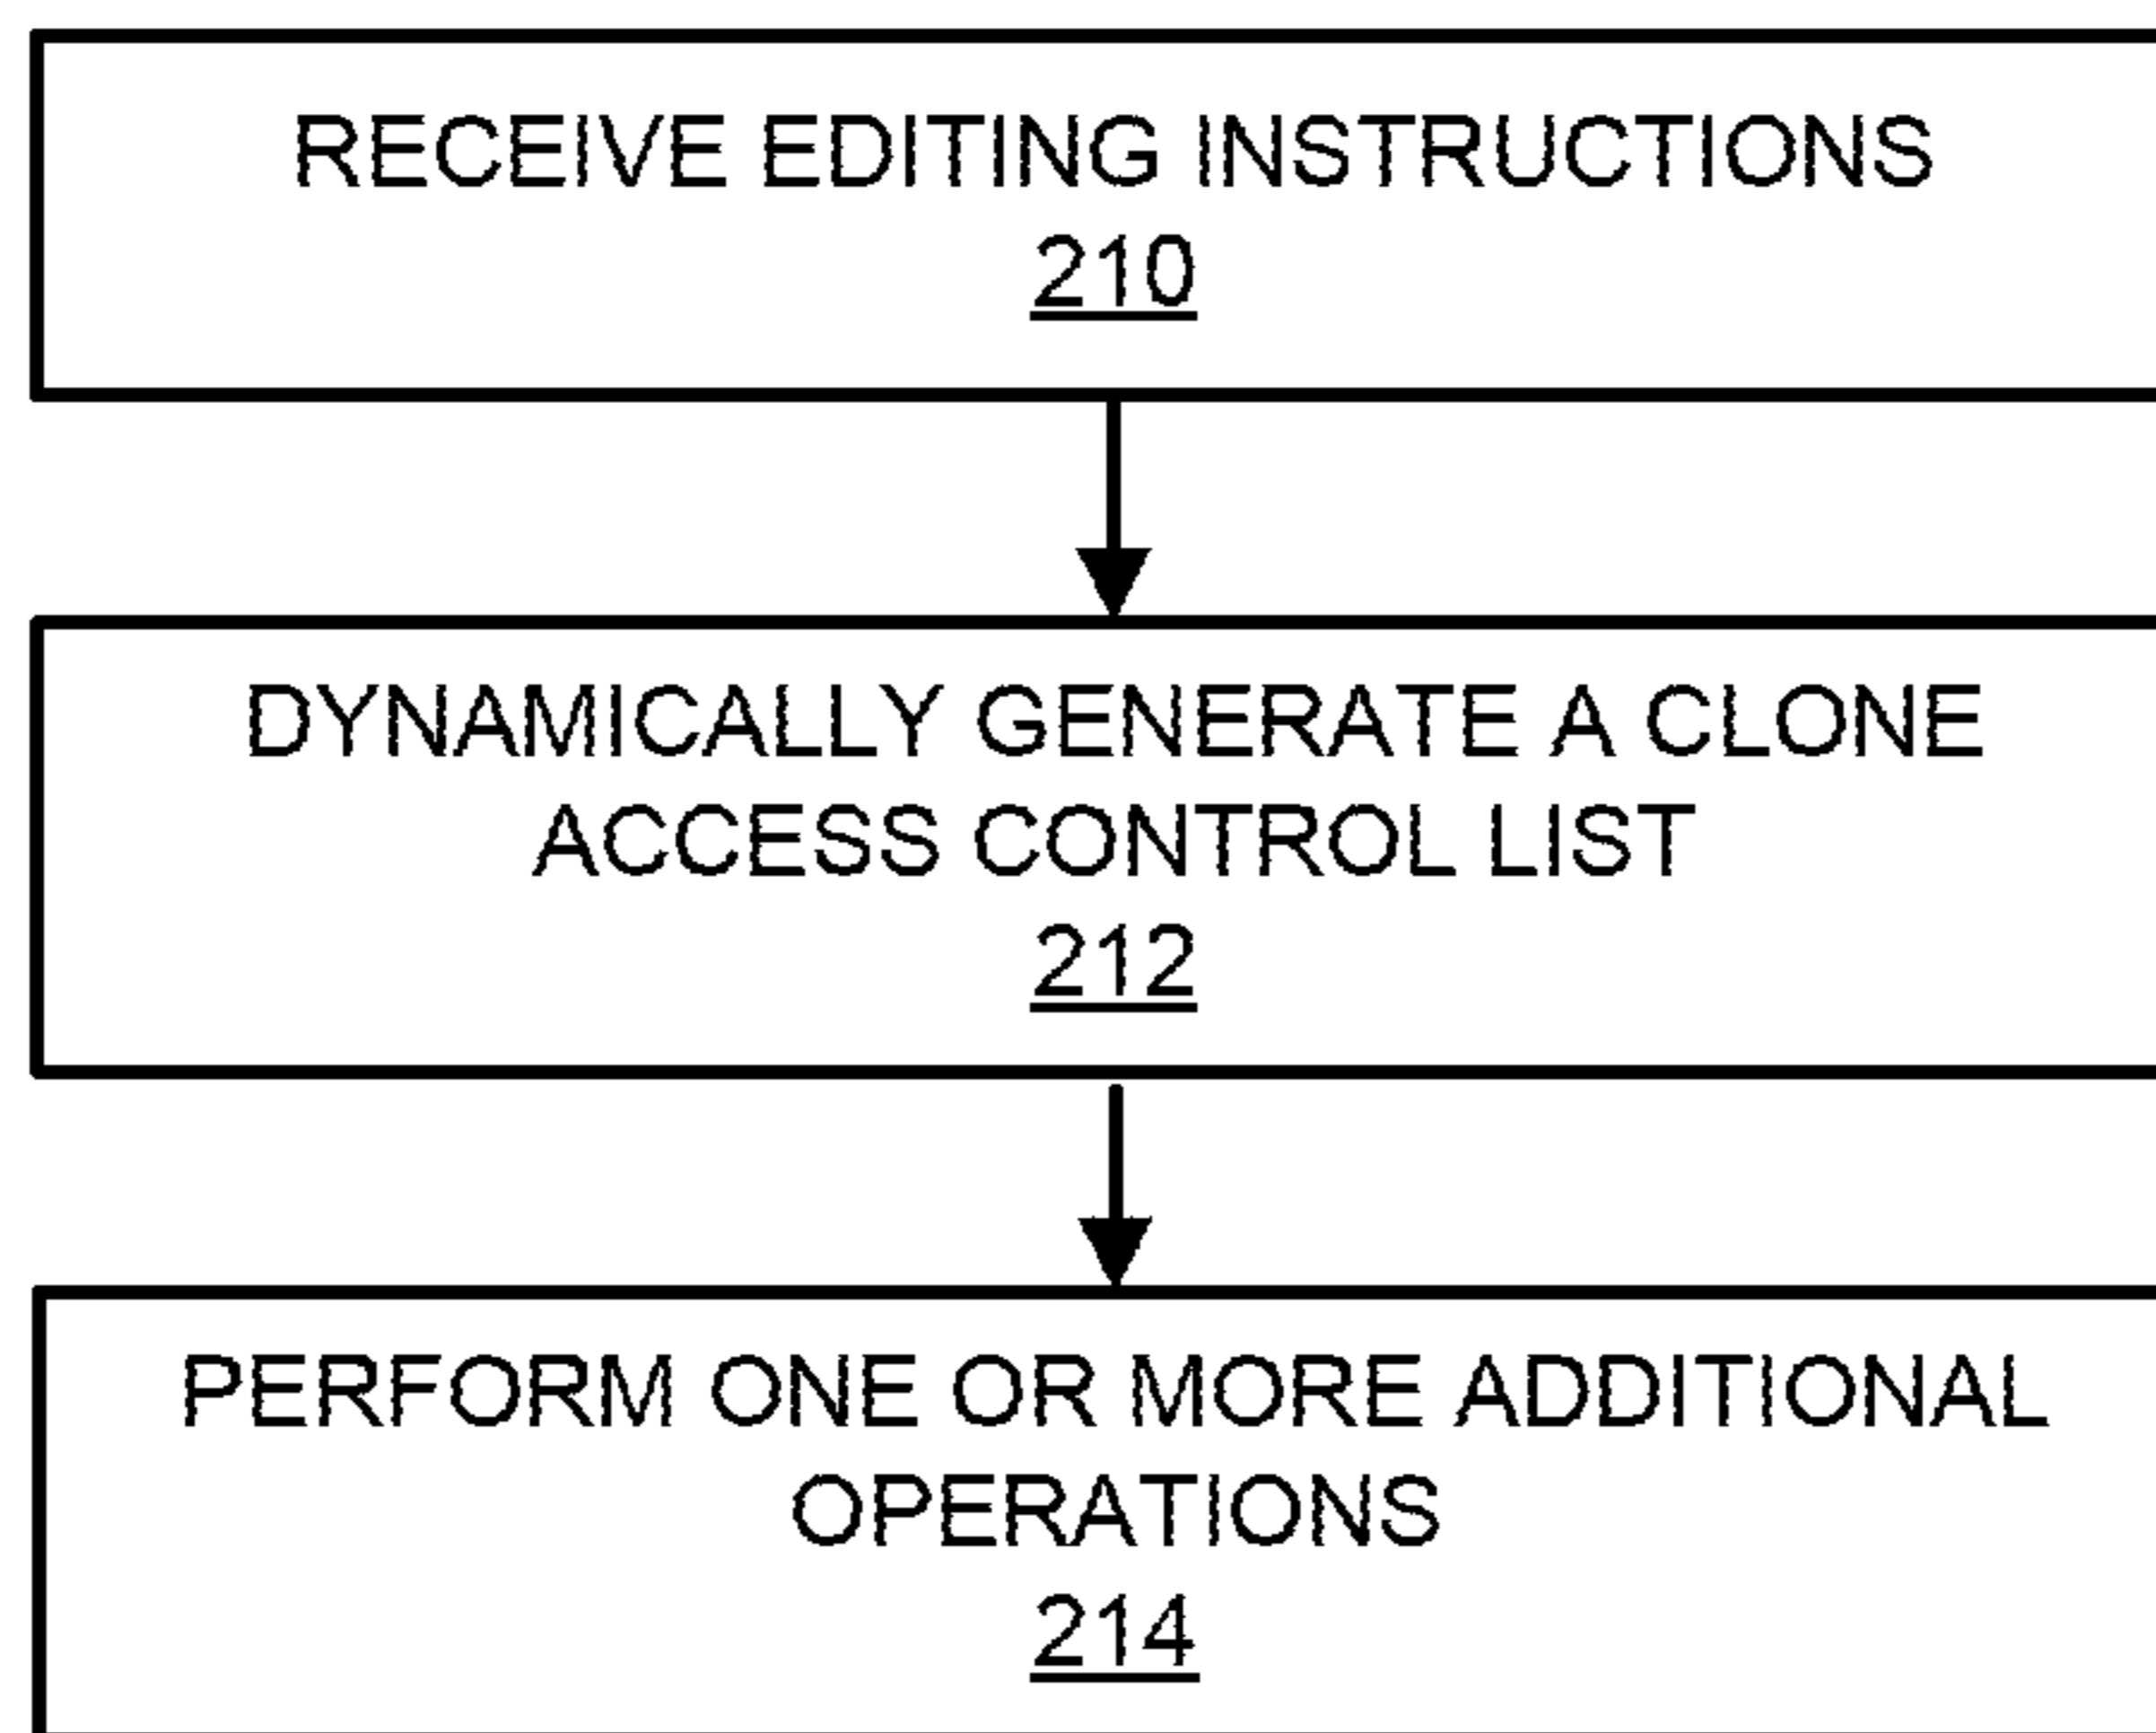 RECEIVE EDITING INSTRUCTIONS
210
DYNAMICALLY GENERATE A CLONE
ACCESS CONTROL LIST
212
PERFORM ONE OR MORE ADDITIONAL
OPERATIONS
214